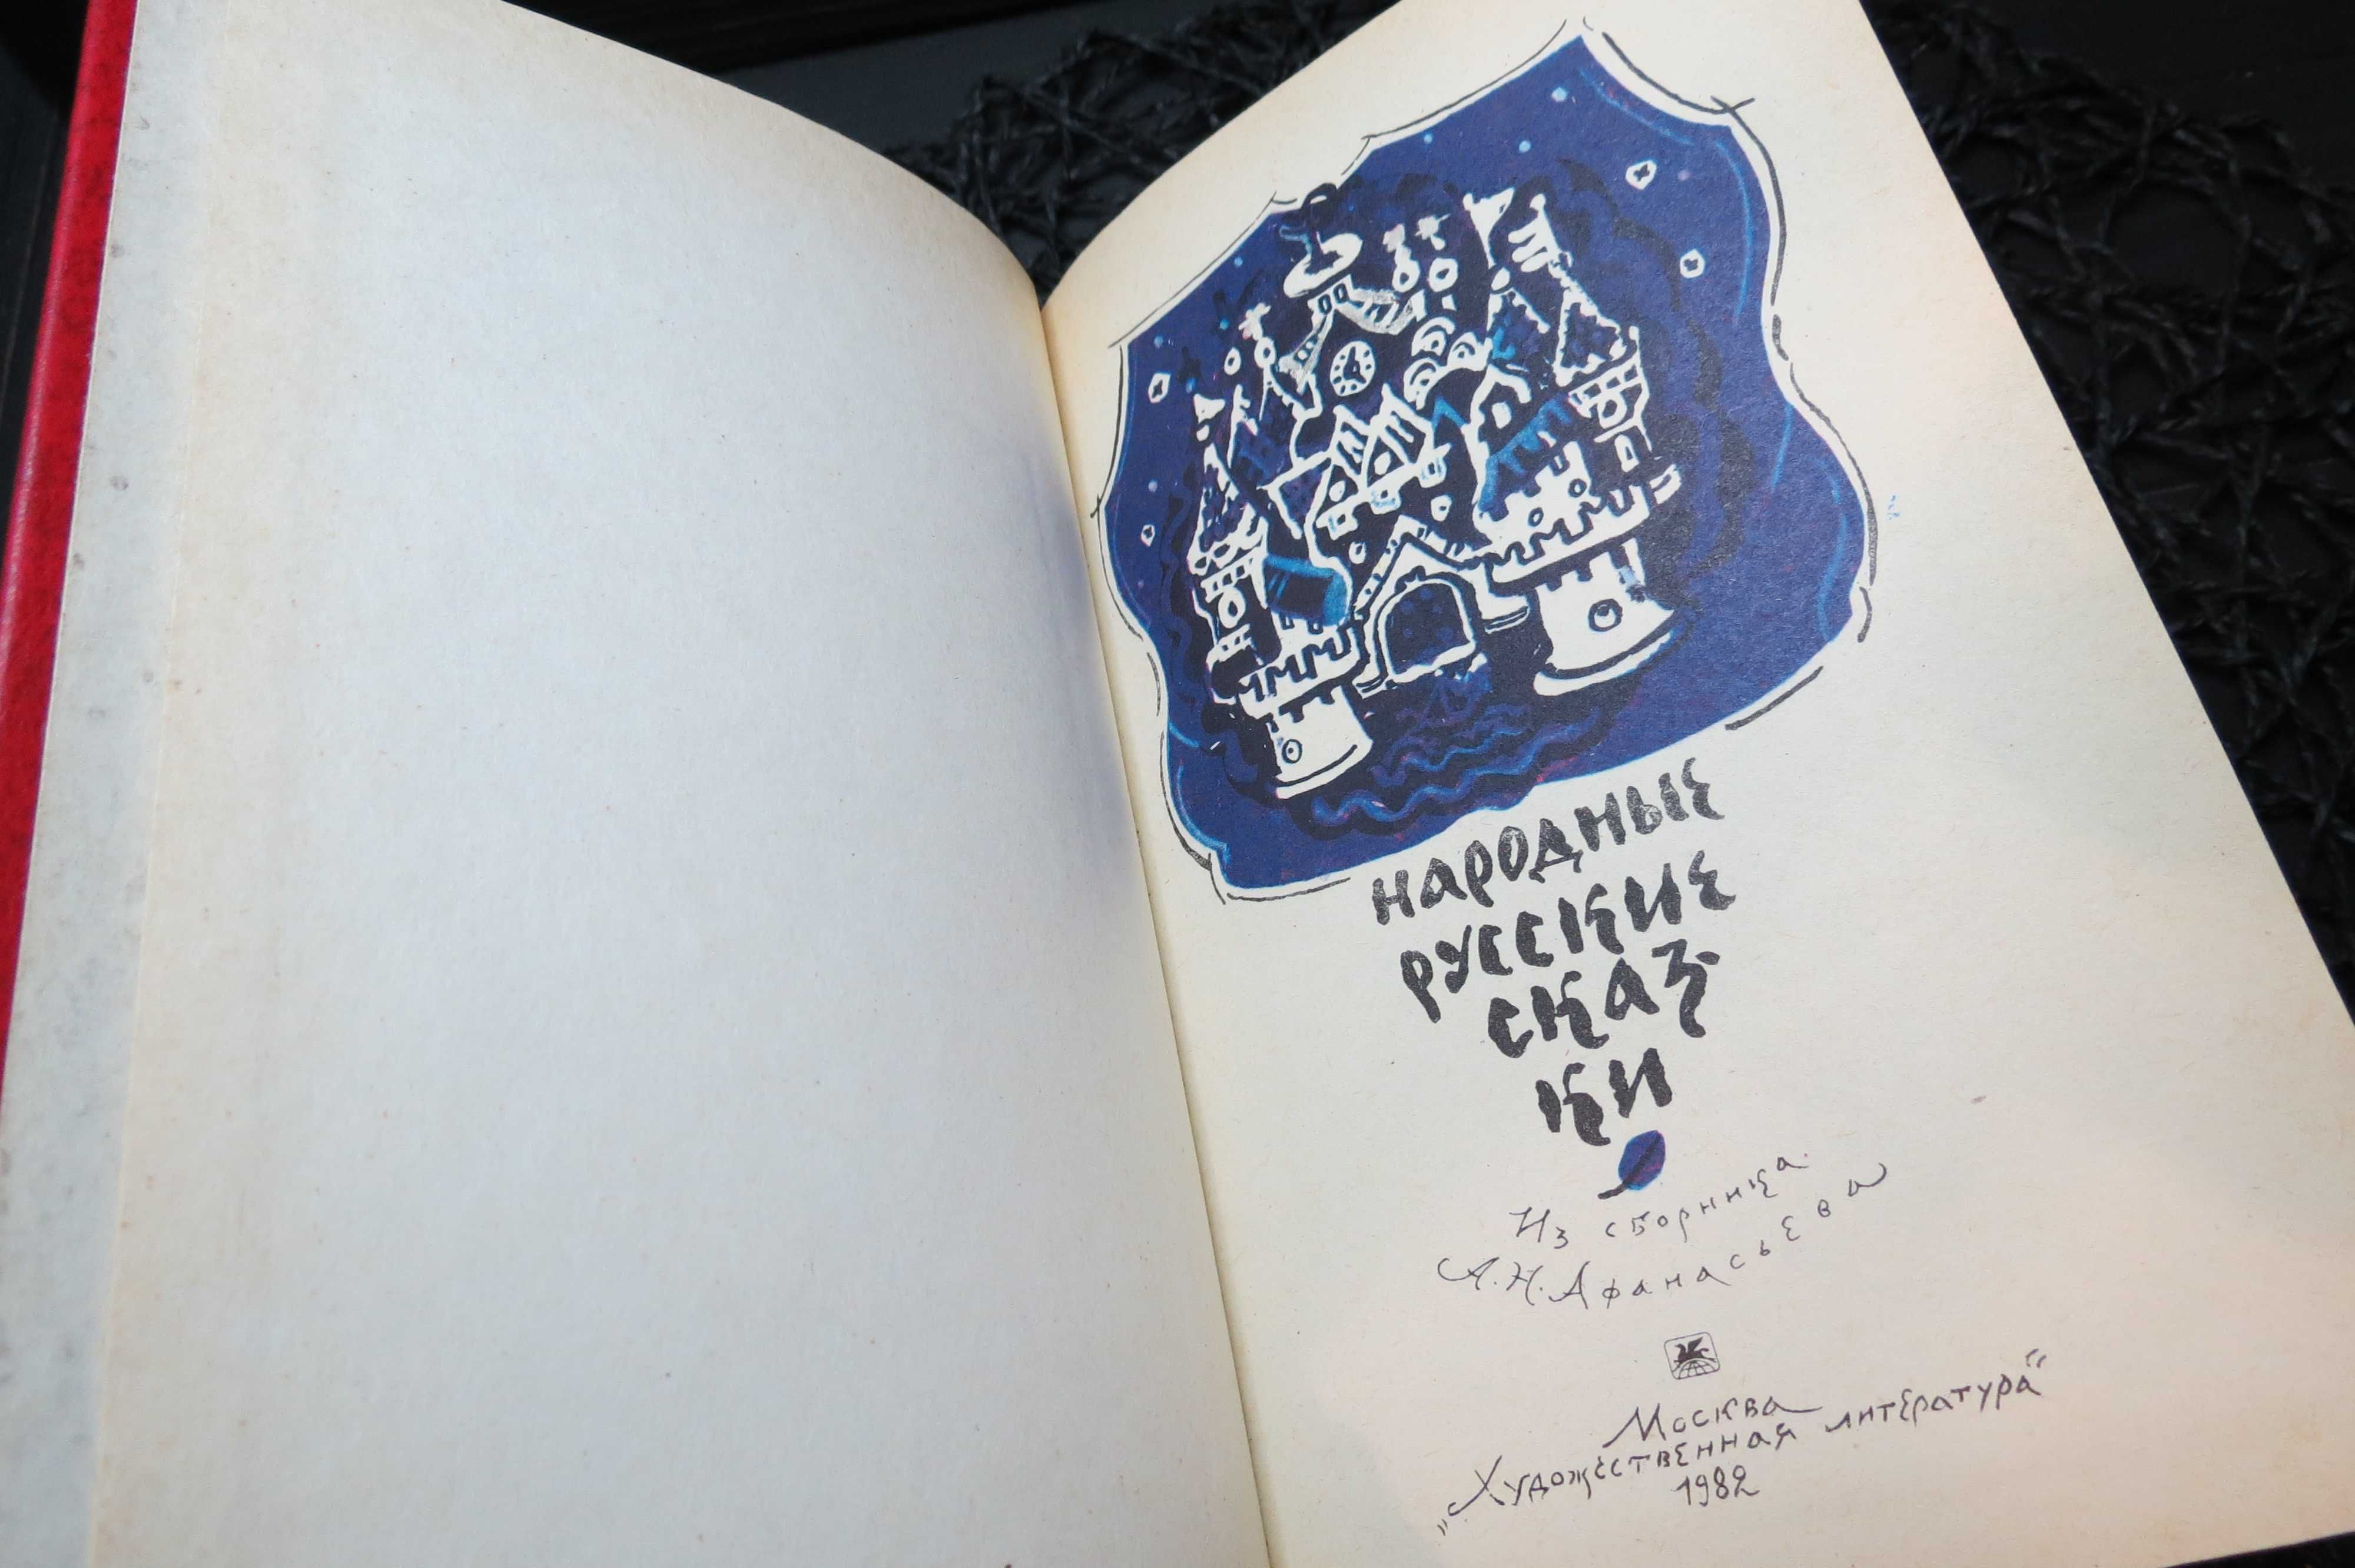 НАРОДНЫЕ
РУССКИЕ
СКАЗ-
КИ
Из сборника
А.Н. Афанасьева
Москва
„Художественная литература“
1982